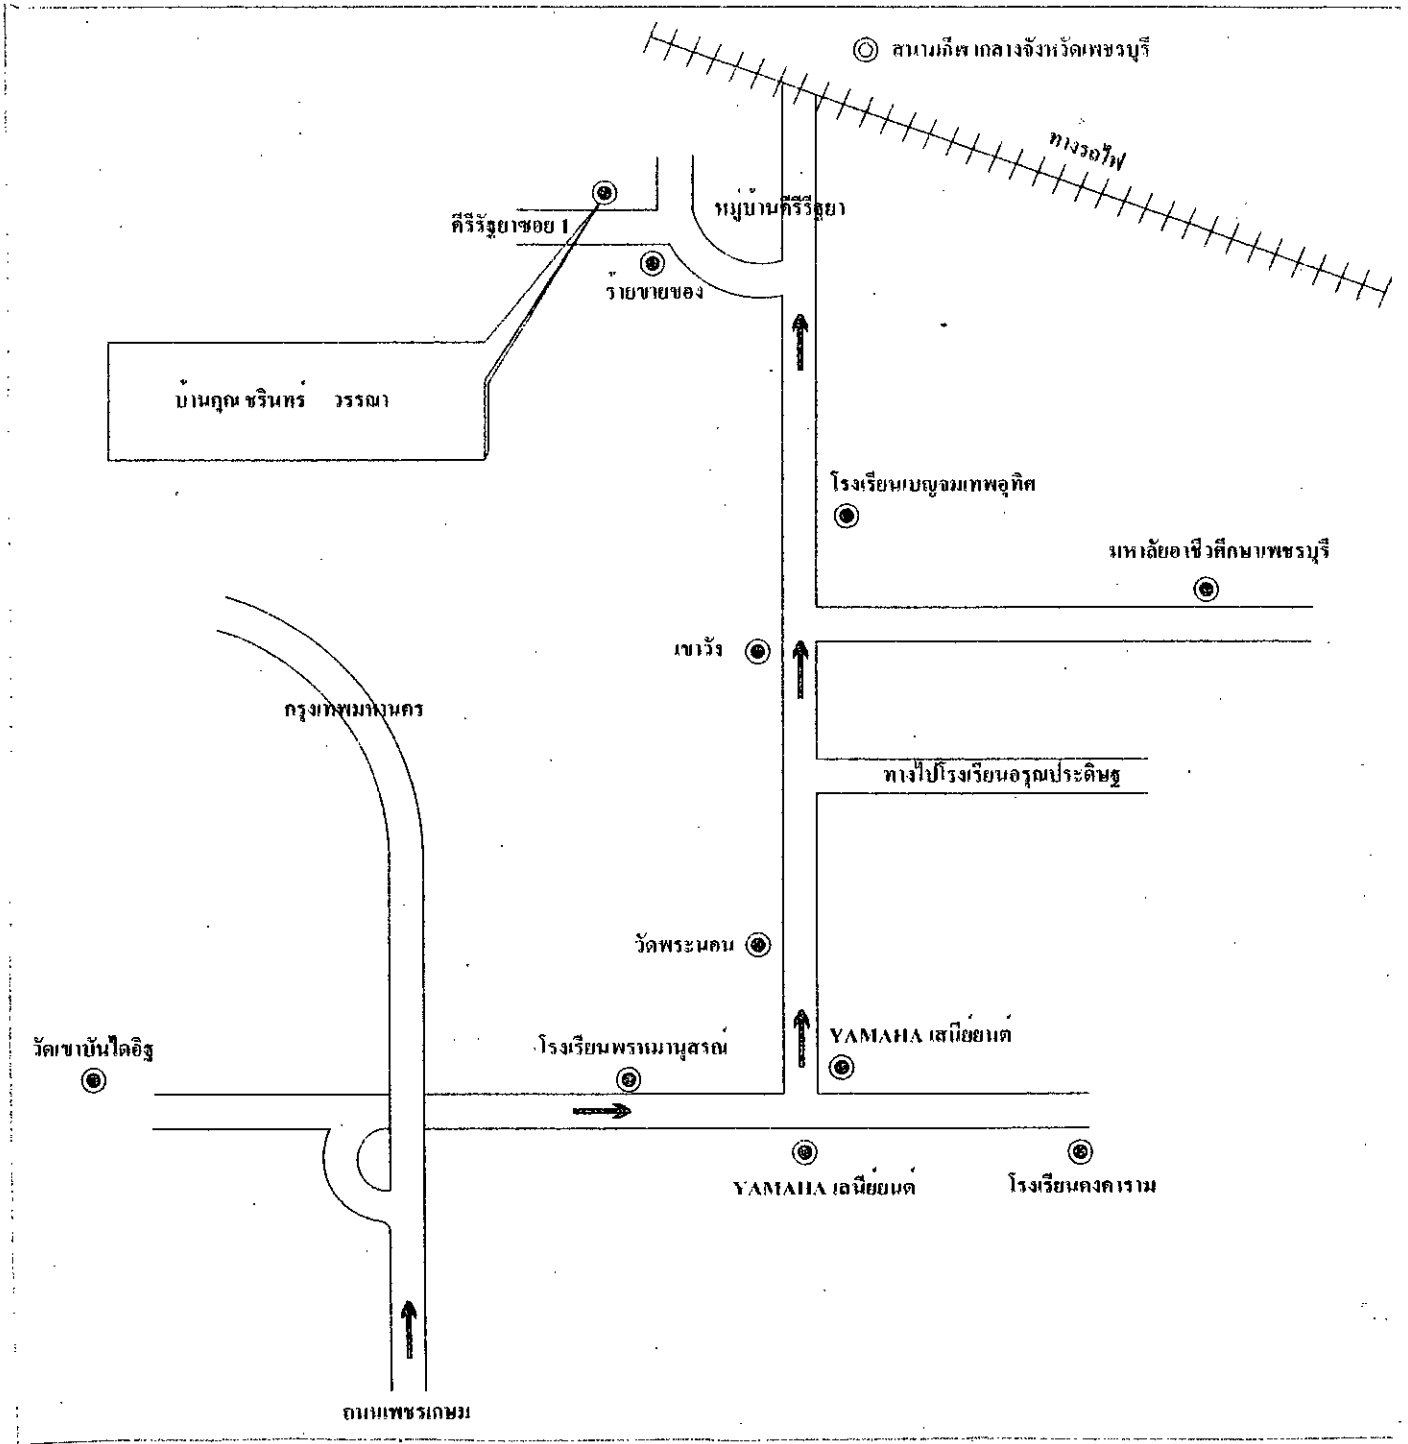 สนามกีฬากลางจังหวัดเพชรบุรี
ทางรถไฟ
หมู่บ้านคีรีรัฐยา
คีรีรัฐยาซอย 1
ร้ายขายของ
บ้านคุณ ชรินทร์ วรรณา
โรงเรียนเบญจมเทพอุทิศ
มหาลัยอาชีวศึกษาเพชรบุรี
เขาวัง
กรุงเทพมหานคร
ทางไปโรงเรียนอรุณประดิษฐ
วัดพระนอน
YAMAHA เสนีย์ยนต์
วัดเขาบันไดอิฐ
โรงเรียนพรหมานุสรณ์
YAMAHA เสนีย์ยนต์
โรงเรียนคงคาราม
ถนนเพชรเกษม